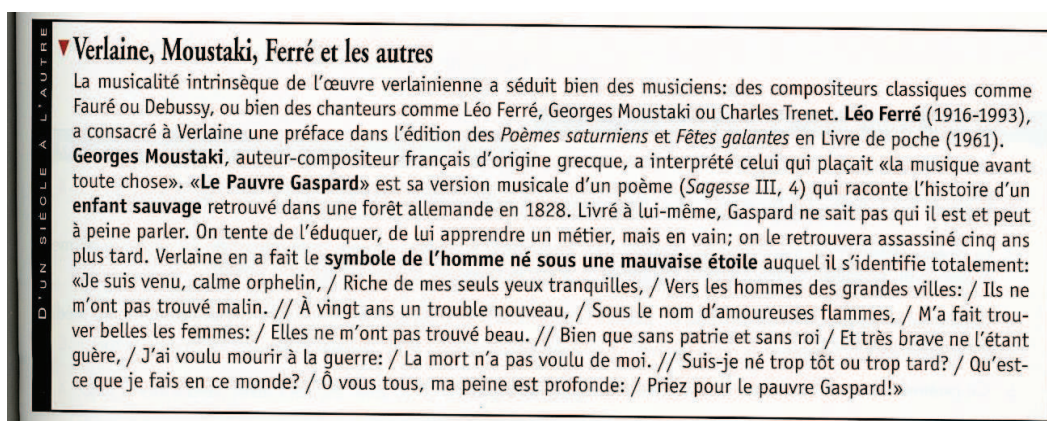 D'UN SIÉCLE À L'AUTRE
Verlaine, Moustaki, Ferré et les autres
La musicalité intrinsèque de l'œuvre verlainienne a séduit bien des musiciens: des compositeurs classiques comme
Fauré ou Debussy, ou bien des chanteurs comme Léo Ferré, Georges Moustaki ou Charles Trenet. Léo Ferré (1916-1993),
a consacré à Verlaine une préface dans l'édition des Poèmes saturniens et Fêtes galantes en Livre de poche (1961).
Georges Moustaki, auteur-compositeur français d'origine grecque, a interprété celui qui plaçait «la musique avant
toute chose». «Le Pauvre Gaspard» est sa version musicale d'un poème (Sagesse III, 4) qui raconte l'histoire d'un
enfant sauvage retrouvé dans une forêt allemande en 1828. Livré à lui-même, Gaspard ne sait pas qui il est et peut
à peine parler. On tente de l'éduquer, de lui apprendre un métier, mais en vain; on le retrouvera assassiné cinq ans
plus tard. Verlaine en a fait le symbole de l'homme né sous une mauvaise étoile auquel il s'identifie totalement:
«Je suis venu, calme orphelin, / Riche de mes seuls yeux tranquilles, / Vers les hommes des grandes villes: / Ils ne
m'ont pas trouvé malin. // À vingt ans un trouble nouveau, / Sous le nom d'amoureuses flammes, / M'a fait trou-
ver belles les femmes: / Elles ne m'ont pas trouvé beau. // Bien que sans patrie et sans roi / Et très brave ne l'étant
guère, / J'ai voulu mourir à la guerre: / La mort n'a pas voulu de moi. // Suis-je né trop tôt ou trop tard? / Qu'est-
ce que je fais en ce monde? / Ô vous tous, ma peine est profonde: / Priez pour le pauvre Gaspard!»